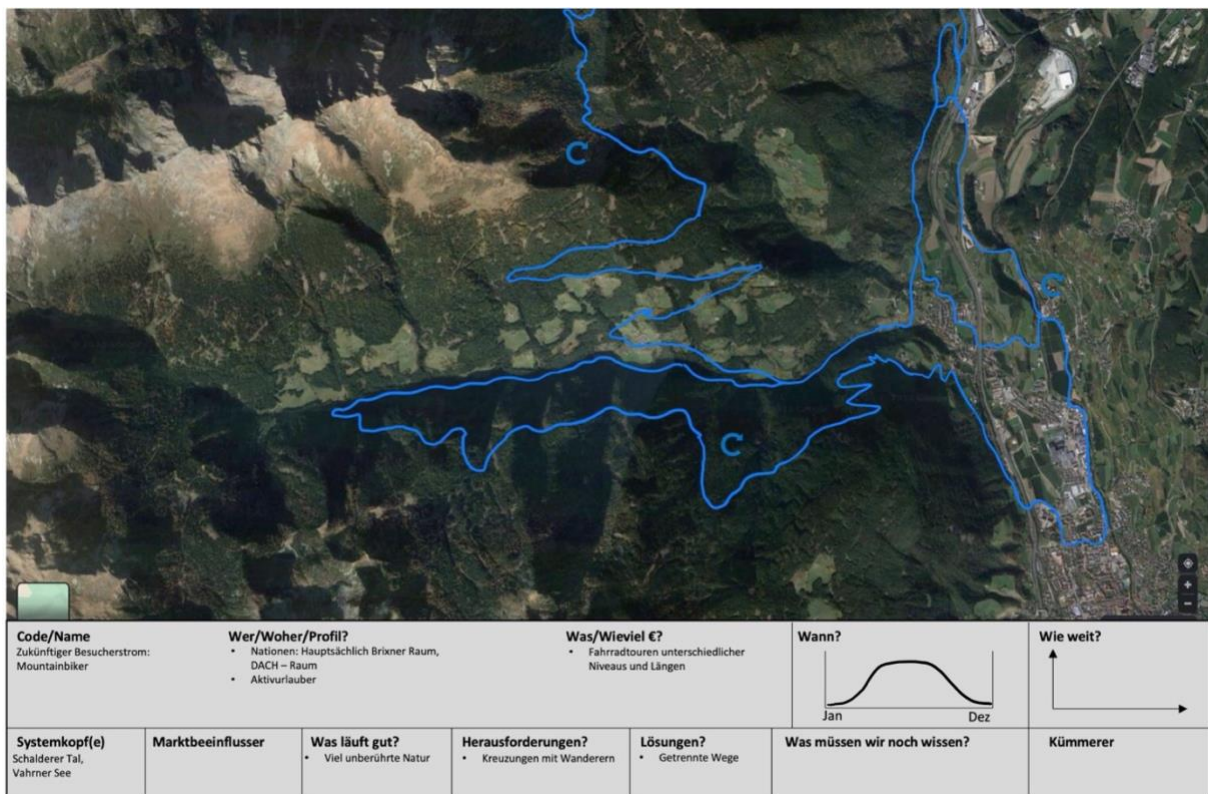 Code/Name
Zukünftiger Besucherstrom:
Mountainbiker
Wer/Woher/Profil?
• Nationen: Hauptsächlich Brixner Raum,
DACH – Raum
• Aktivurlauber
Was/Wieviel €?
• Fahrradtouren unterschiedlicher
Niveaus und Längen
Wann?
Jan
Dez
Wie weit?
Systemkopf(e)
Schalderer Tal,
Vahrner See
Marktbeeinflusser
Was läuft gut?
• Viel unberührte Natur
Herausforderungen?
• Kreuzungen mit Wanderern
Lösungen?
• Getrennte Wege
Was müssen wir noch wissen?
Kümmerer